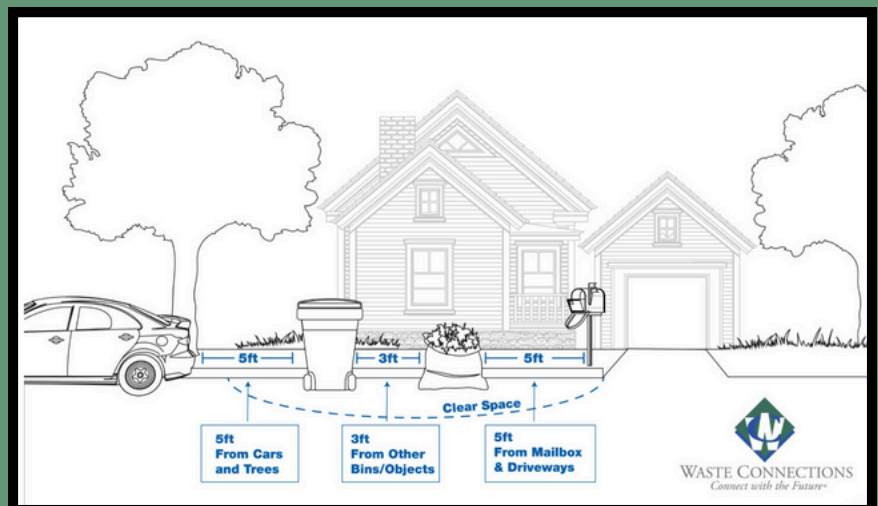 5ft
3ft
5ft
Clear Space
5ft
From Cars
and Trees
3ft
From Other
Bins/Objects
5ft
From Mailbox
& Driveways
WASTE CONNECTIONS
Connect with the Future®